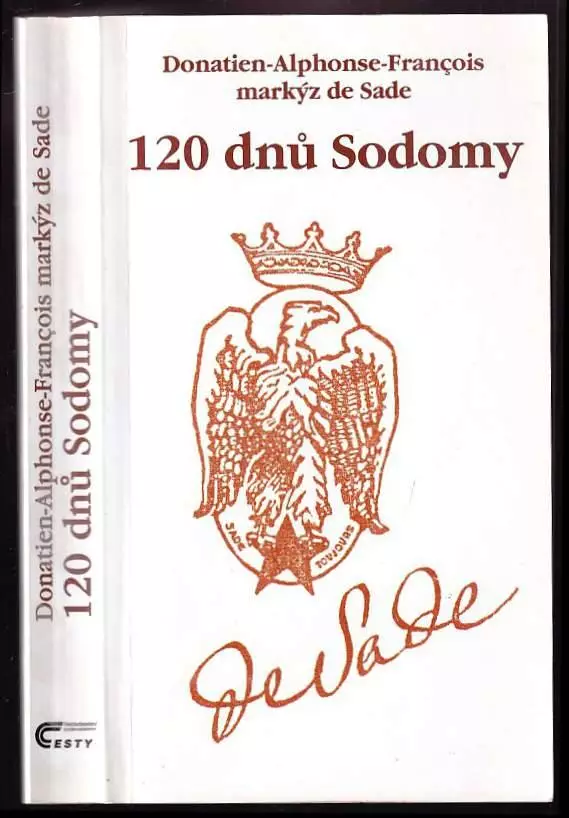 Donatien-Alphonse-François markýz de Sade
120 dnů Sodomy
CESTY
Donatien-Alphonse-François
markýz de Sade
120 dnů Sodomy
SADE
TOUJOURS
de Sade